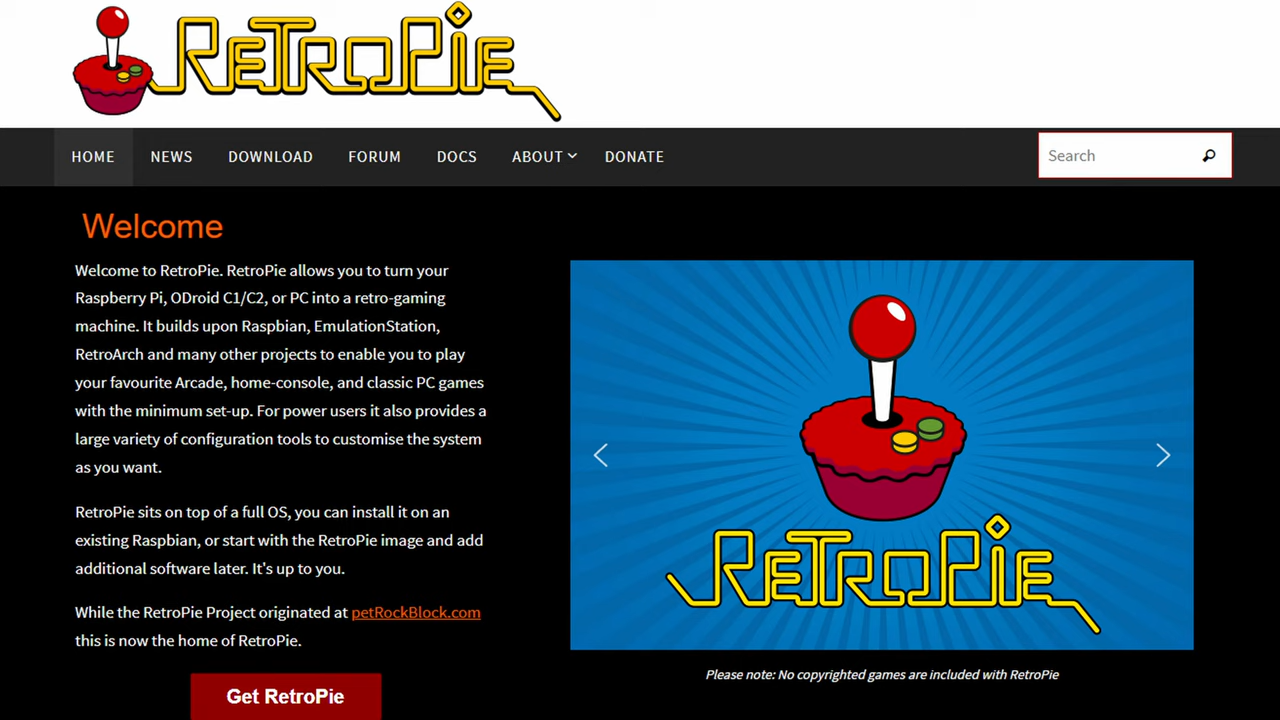 RETROPIE
HOME NEWS DOWNLOAD FORUM DOCS ABOUT DONATE Search
Welcome
Welcome to RetroPie. RetroPie allows you to turn your
Raspberry Pi, ODroid C1/C2, or PC into a retro-gaming
machine. It builds upon Raspbian, EmulationStation,
RetroArch and many other projects to enable you to play
your favourite Arcade, home-console, and classic PC games
with the minimum set-up. For power users it also provides a
large variety of configuration tools to customise the system
as you want.
RetroPie sits on top of a full OS, you can install it on an
existing Raspbian, or start with the RetroPie image and add
additional software later. It's up to you.
While the RetroPie Project originated at petRockBlock.com
this is now the home of RetroPie.
Get RetroPie
RETROPIE
Please note: No copyrighted games are included with RetroPie